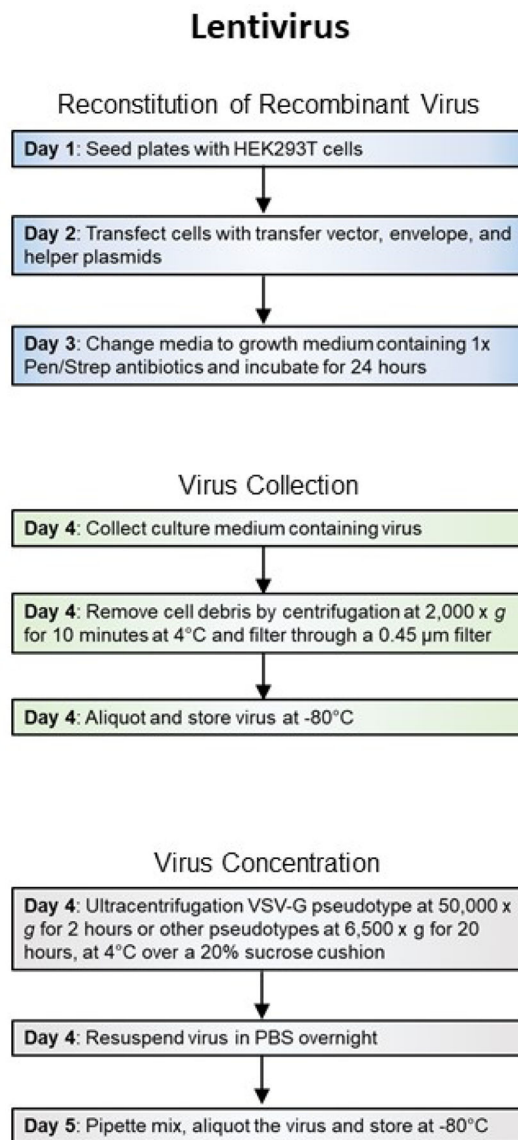 Lentivirus
Reconstitution of Recombinant Virus
Day 1: Seed plates with HEK293T cells
Day 2: Transfect cells with transfer vector, envelope, and
helper plasmids
Day 3: Change media to growth medium containing 1x
Pen/Strep antibiotics and incubate for 24 hours
Virus Collection
Day 4: Collect culture medium containing virus
Day 4: Remove cell debris by centrifugation at 2,000 x g
for 10 minutes at 4°C and filter through a 0.45 µm filter
Day 4: Aliquot and store virus at -80°C
Virus Concentration
Day 4: Ultracentrifugation VSV-G pseudotype at 50,000 x
g for 2 hours or other pseudotypes at 6,500 x g for 20
hours, at 4°C over a 20% sucrose cushion
Day 4: Resuspend virus in PBS overnight
Day 5: Pipette mix, aliquot the virus and store at -80°C